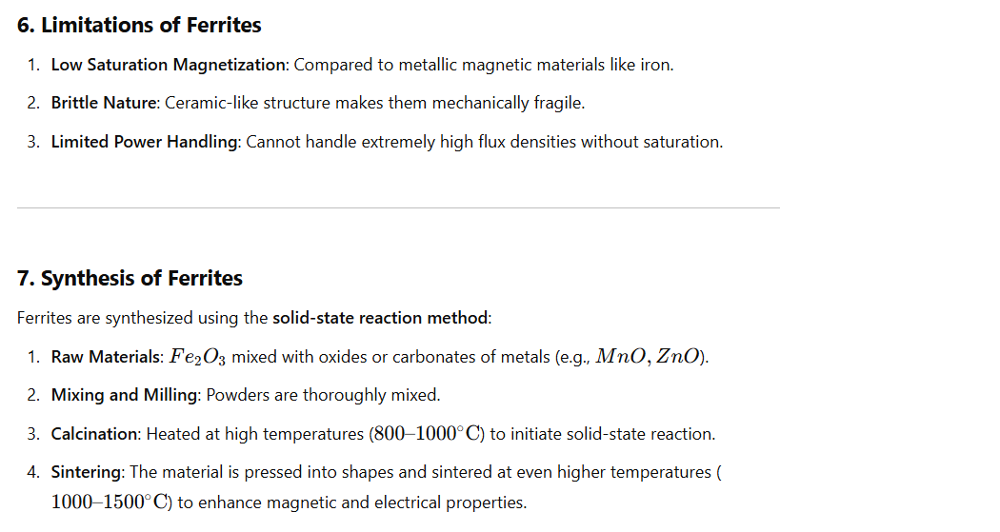 6. Limitations of Ferrites
1. Low Saturation Magnetization: Compared to metallic magnetic materials like iron.
2. Brittle Nature: Ceramic-like structure makes them mechanically fragile.
3. Limited Power Handling: Cannot handle extremely high flux densities without saturation.
7. Synthesis of Ferrites
Ferrites are synthesized using the solid-state reaction method:
1. Raw Materials: Fe₂O₃ mixed with oxides or carbonates of metals (e.g., MnO, ZnO).
2. Mixing and Milling: Powders are thoroughly mixed.
3. Calcination: Heated at high temperatures (800–1000°C) to initiate solid-state reaction.
4. Sintering: The material is pressed into shapes and sintered at even higher temperatures (
1000–1500°C) to enhance magnetic and electrical properties.